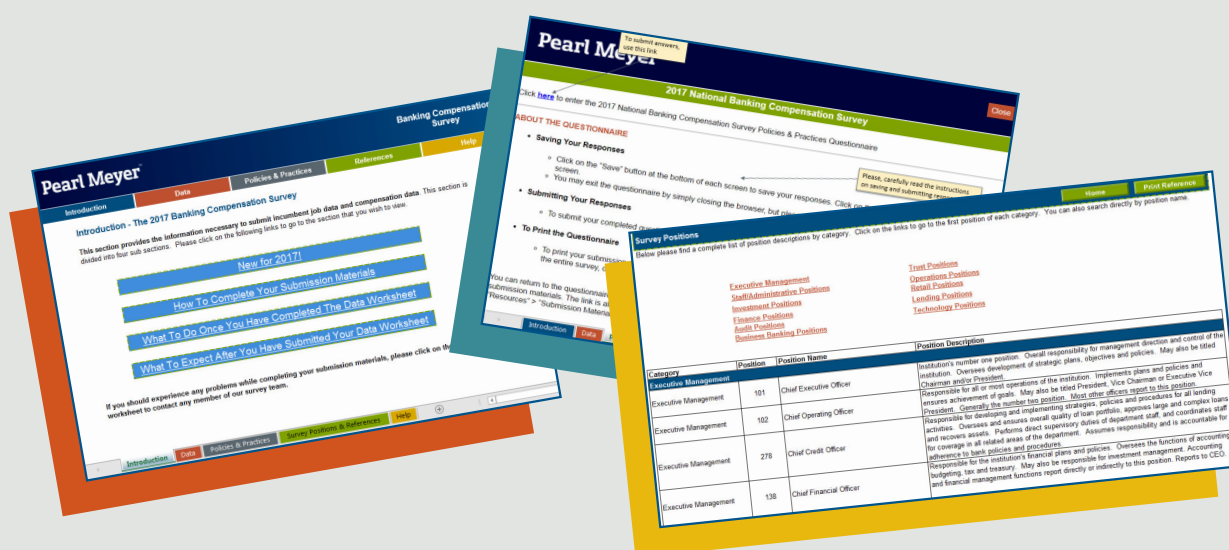 Pearl Meyer
Banking Compensation
Survey
Introduction
Data
Policies & Practices
References
Help
Introduction - The 2017 Banking Compensation Survey
This section provides the information necessary to submit incumbent job data and compensation data. This section is
divided into four sub sections. Please click on the following links to go to the section that you wish to view.
New for 2017!
How To Complete Your Submission Materials
What To Do Once You Have Completed The Data Worksheet
What To Expect After You Have Submitted Your Data Worksheet
If you should experience any problems while completing your submission materials, please click on the
worksheet to contact any member of our survey team.
Introduction
Data
Policies & Practices
Survey Positions & References
Help
Pearl Meyer
To submit answers,
use this link
2017 National Banking Compensation Survey
Close
Click here to enter the 2017 National Banking Compensation Survey Policies & Practices Questionnaire
ABOUT THE QUESTIONNAIRE
• Saving Your Responses
Click on the "Save" button at the bottom of each screen to save your responses. Click on
screen.
You may exit the questionnaire by simply closing the browser, but
Please, carefully read the instructions
on saving and submitting
• Submitting Your Responses
To submit your completed
• To Print the Questionnaire
To print your submission
the entire survey,
You can return to the questionnaire
submission materials. The link is
"Resources" > "Submission
Introduction
Data
Survey Positions
Home
Print Reference
Below please find a complete list of position descriptions by category. Click on the links to go to the first position of each category. You can also search directly by position name.
Executive Management
Staff/Administrative Positions
Investment Positions
Finance Positions
Audit Positions
Business Banking Positions
Trust Positions
Operations Positions
Retail Positions
Lending Positions
Technology Positions
Category Position Position Name Position Description
Executive Management
Executive Management 101 Chief Executive Officer
Institution's number one position. Overall responsibility for management direction and control of the
institution. Oversees development of strategic plans, objectives and policies. May also be titled
Chairman and/or President.
Executive Management 102 Chief Operating Officer
Responsible for all or most operations of the institution. Implements plans and policies and
ensures achievement of goals. May also be titled President, Vice Chairman or Executive Vice
President. Generally the number two position. Most other officers report to this position.
Executive Management 278 Chief Credit Officer
Responsible for developing and implementing strategies, policies and procedures for all lending
activities. Oversees and ensures overall quality of loan portfolio, approves large and complex loans
and recovers assets. Performs direct supervisory duties of department staff, and coordinates staff
for coverage in all related areas of the department. Assumes responsibility and is accountable for
adherence to bank policies and procedures.
Executive Management 138 Chief Financial Officer
Responsible for the institution's financial plans and policies. Oversees the functions of accounting
budgeting, tax and treasury. May also be responsible for investment management. Accounting
and financial management functions report directly or indirectly to this position. Reports to CEO.